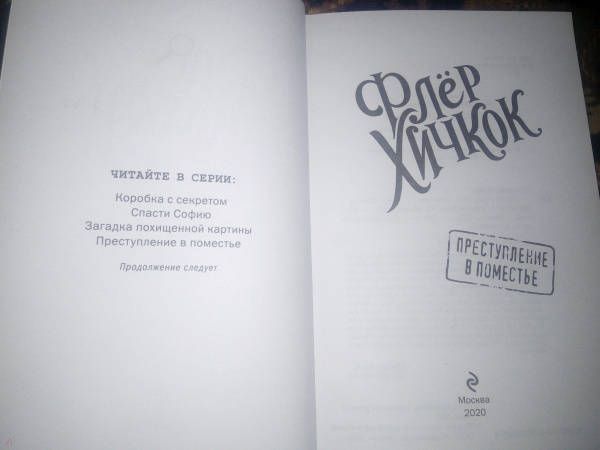 ЧИТАЙТЕ В СЕРИИ:
Коробка с секретом
Спасти Софию
Загадка похищенной картины
Преступление в поместье
Продолжение следует
ФЛЁР
ХИЧКОК
ПРЕСТУПЛЕНИЕ
В ПОМЕСТЬЕ
Москва
2020